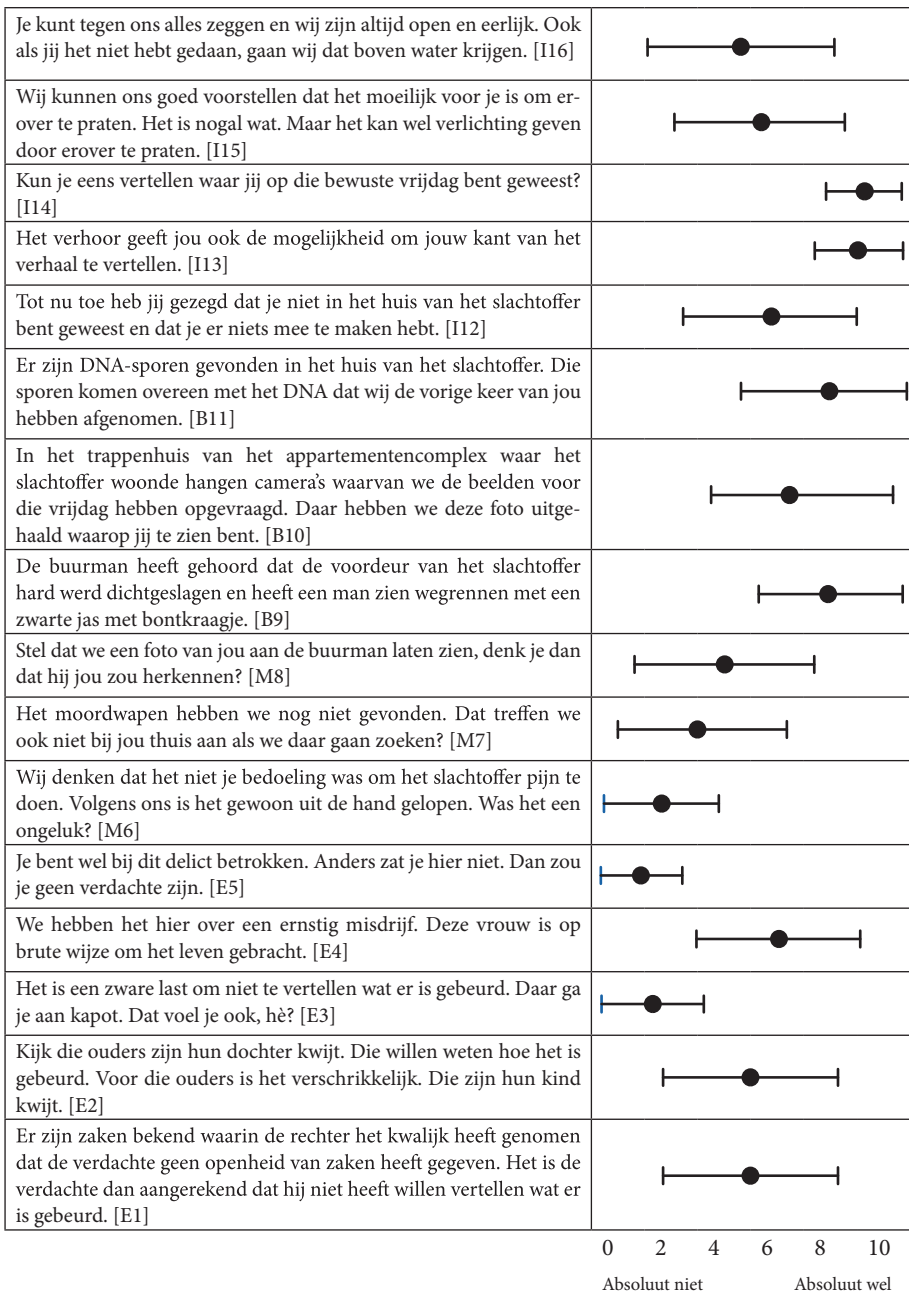 Je kunt tegen ons alles zeggen en wij zijn altijd open en eerlijk. Ook
als jij het niet hebt gedaan, gaan wij dat boven water krijgen. [I16]
Wij kunnen ons goed voorstellen dat het moeilijk voor je is om er-
over te praten. Het is nogal wat. Maar het kan wel verlichting geven
door erover te praten. [I15]
Kun je eens vertellen waar jij op die bewuste vrijdag bent geweest?
[I14]
Het verhoor geeft jou ook de mogelijkheid om jouw kant van het
verhaal te vertellen. [I13]
Tot nu toe heb jij gezegd dat je niet in het huis van het slachtoffer
bent geweest en dat je er niets mee te maken hebt. [I12]
Er zijn DNA-sporen gevonden in het huis van het slachtoffer. Die
sporen komen overeen met het DNA dat wij de vorige keer van jou
hebben afgenomen. [B11]
In het trappenhuis van het appartementencomplex waar het
slachtoffer woonde hangen camera’s waarvan we de beelden voor
die vrijdag hebben opgevraagd. Daar hebben we deze foto uitge-
haald waarop jij te zien bent. [B10]
De buurman heeft gehoord dat de voordeur van het slachtoffer
hard werd dichtgeslagen en heeft een man zien wegrennen met een
zwarte jas met bontkraagje. [B9]
Stel dat we een foto van jou aan de buurman laten zien, denk je dan
dat hij jou zou herkennen? [M8]
Het moordwapen hebben we nog niet gevonden. Dat treffen we
ook niet bij jou thuis aan als we daar gaan zoeken? [M7]
Wij denken dat het niet je bedoeling was om het slachtoffer pijn te
doen. Volgens ons is het gewoon uit de hand gelopen. Was het een
ongeluk? [M6]
Je bent wel bij dit delict betrokken. Anders zat je hier niet. Dan zou
je geen verdachte zijn. [E5]
We hebben het hier over een ernstig misdrijf. Deze vrouw is op
brute wijze om het leven gebracht. [E4]
Het is een zware last om niet te vertellen wat er is gebeurd. Daar ga
je aan kapot. Dat voel je ook, hè? [E3]
Kijk die ouders zijn hun dochter kwijt. Die willen weten hoe het is
gebeurd. Voor die ouders is het verschrikkelijk. Die zijn hun kind
kwijt. [E2]
Er zijn zaken bekend waarin de rechter het kwalijk heeft genomen
dat de verdachte geen openheid van zaken heeft gegeven. Het is de
verdachte dan aangerekend dat hij niet heeft willen vertellen wat er
is gebeurd. [E1]
0 2 4 6 8 10
Absoluut niet Absoluut wel